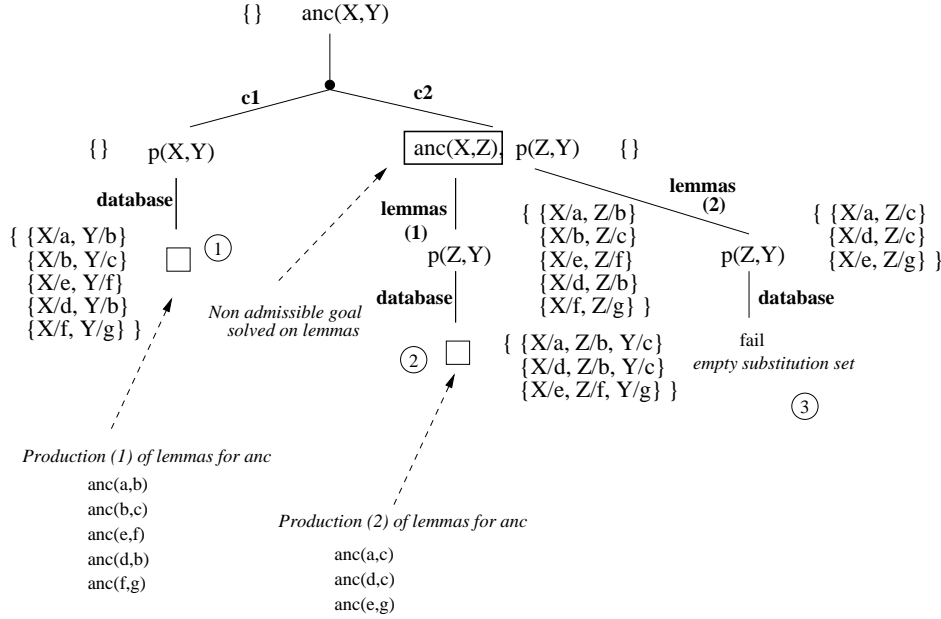 {} anc(X,Y)
c1 c2
{} p(X,Y) anc(X,Z), p(Z,Y) {}
database
{ {X/a, Y/b}
{X/b, Y/c}
{X/e, Y/f}
{X/d, Y/b}
{X/f, Y/g} }
1
lemmas
(1)
{ {X/a, Z/b}
{X/b, Z/c}
{X/e, Z/f}
{X/d, Z/b}
{X/f, Z/g} }
lemmas
(2)
{ {X/a, Z/c}
{X/d, Z/c}
{X/e, Z/g} }
p(Z,Y)
database
p(Z,Y)
database
Non admissible goal
solved on lemmas
2
{ {X/a, Z/b, Y/c}
{X/d, Z/b, Y/c}
{X/e, Z/f, Y/g} }
fail
empty substitution set
3
Production (1) of lemmas for anc
anc(a,b)
anc(b,c)
anc(e,f)
anc(d,b)
anc(f,g)
Production (2) of lemmas for anc
anc(a,c)
anc(d,c)
anc(e,g)